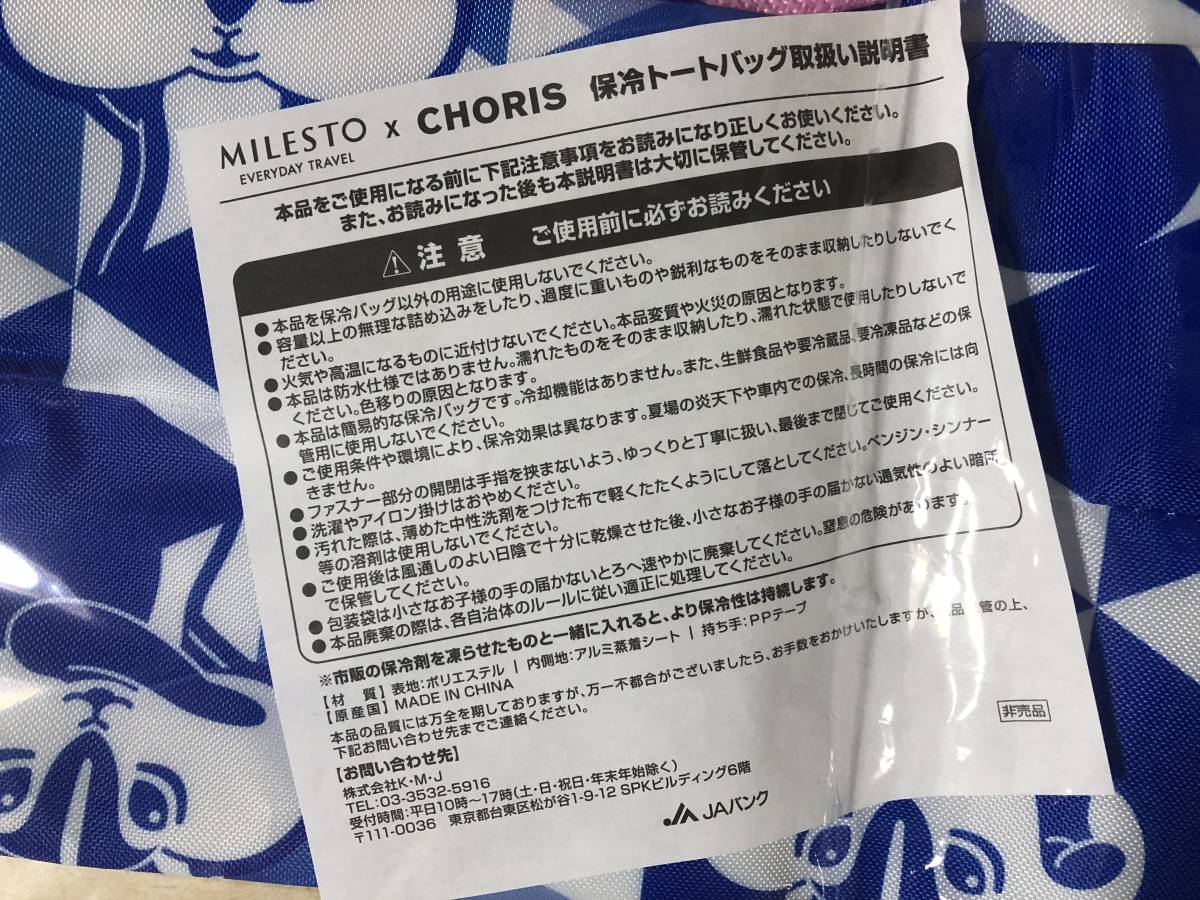 MILESTO x CHORIS 保冷トートバッグ取扱い説明書
EVERYDAY TRAVEL
本品をご使用になる前に下記注意事項をお読みになり正しくお使いください。
また、お読みになった後も本説明書は大切に保管してください。
注意 ご使用前に必ずお読みください
●本品を保冷バッグ以外の用途に使用しないでください。
●容量以上の無理な詰め込みをしたり、過度に重いものや鋭利なものをそのまま収納したりしないでく
ださい。
●火気や高温になるものに近付けないでください。本品変質や火災の原因となります。
●本品は防水仕様ではありません。濡れたものをそのまま収納したり、濡れた状態で使用したりしないで
ください。色移りの原因となります。
●本品は簡易的な保冷バッグです。冷却機能はありません。また、生鮮食品や要冷蔵品、要冷凍品などの保
管用に使用しないでください。
●ご使用条件や環境により、保冷効果は異なります。夏場の炎天下や車内での保冷、長時間の保冷には向
きません。
●ファスナー部分の開閉は手指を挟まないよう、ゆっくりと丁寧に扱い、最後まで閉じてご使用ください。
●洗濯やアイロン掛けはおやめください。
●汚れた際は、薄めた中性洗剤をつけた布で軽くたたくようにして落としてください。ベンジン・シンナー
等の溶剤は使用しないでください。
●ご使用後は風通しのよい日陰で十分に乾燥させた後、小さなお子様の手の届かない通気性のよい暗所
で保管してください。
●包装袋は小さなお子様の手の届かないとろへ速やかに廃棄してください。窒息の危険があります。
●本品廃棄の際は、各自治体のルールに従い適正に処理してください。
※市販の保冷剤を凍らせたものと一緒に入れると、より保冷性は持続します。
【材 質】表地:ポリエステル | 内側地:アルミ蒸着シート | 持ち手:PPテープ
【原産国】MADE IN CHINA
本品の品質には万全を期しておりますが、万一不都合がございましたら、お手数をおかけいたしますが、品保管の上、
下記お問い合わせ先までご連絡ください。
非売品
【お問い合わせ先】
株式会社K・M・J
TEL:03-3532-5916
受付時間:平日10時〜17時(土・日・祝日・年末年始除く)
〒111-0036 東京都台東区松が谷1-9-12 SPKビルディング6階
JAバンク